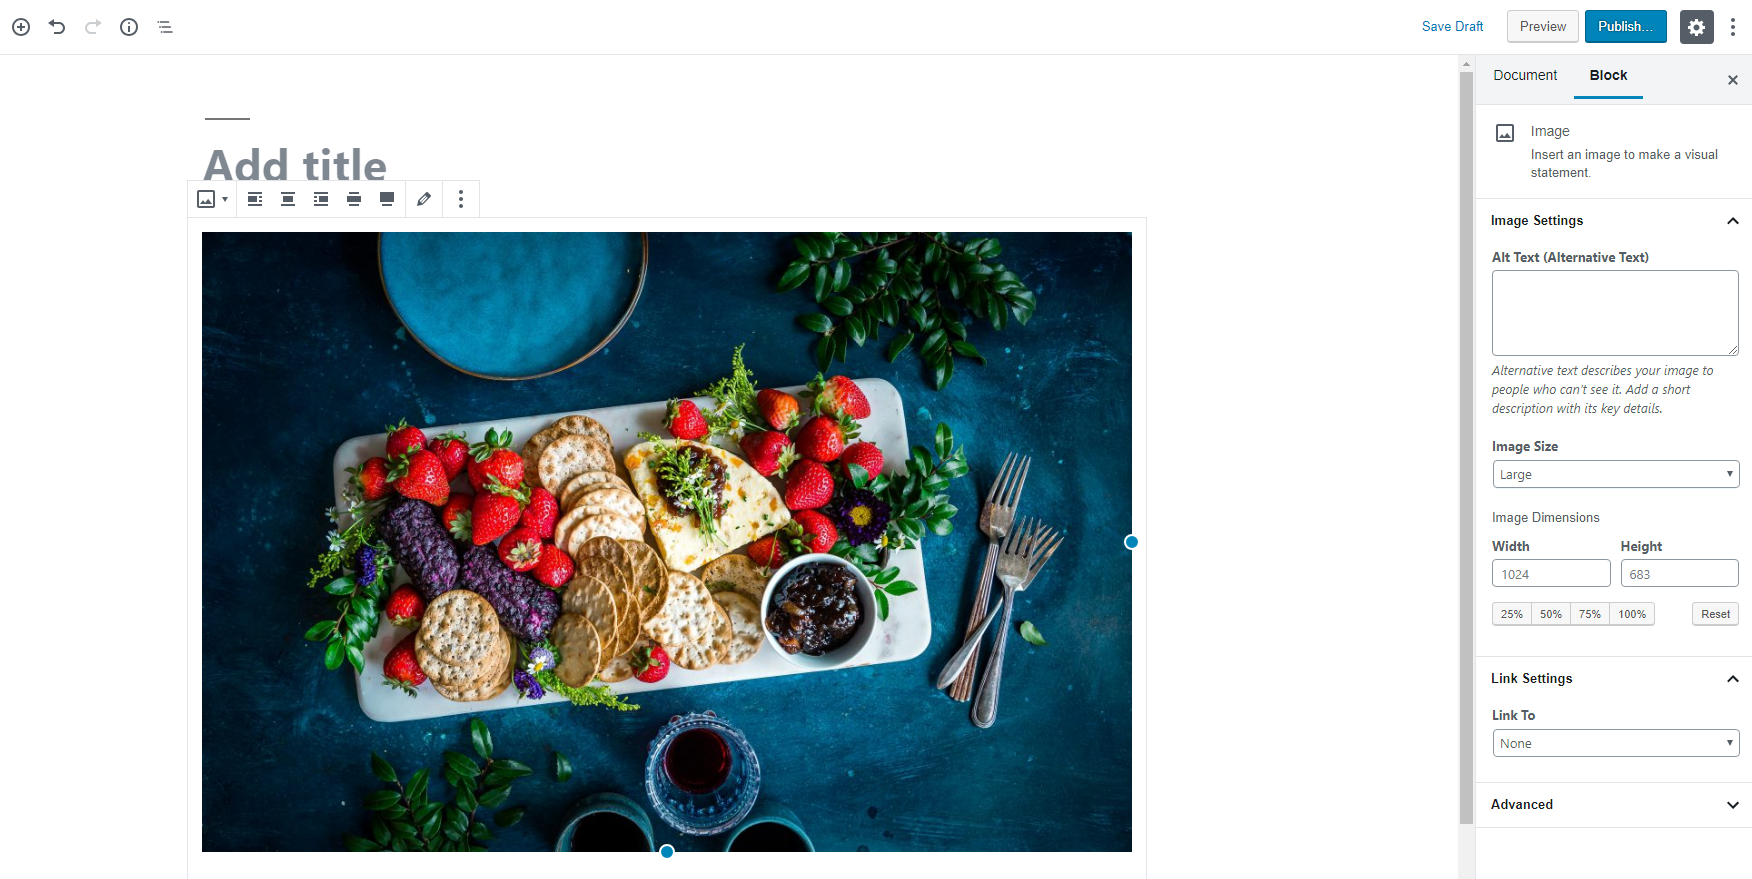 Save Draft
Preview
Publish...
Document
Block
Add title
Image
Insert an image to make a visual
statement.
Image Settings
Alt Text (Alternative Text)
Alternative text describes your image to
people who can't see it. Add a short
description with its key details.
Image Size
Large
Image Dimensions
Width
Height
1024
683
25%
50%
75%
100%
Reset
Link Settings
Link To
None
Advanced